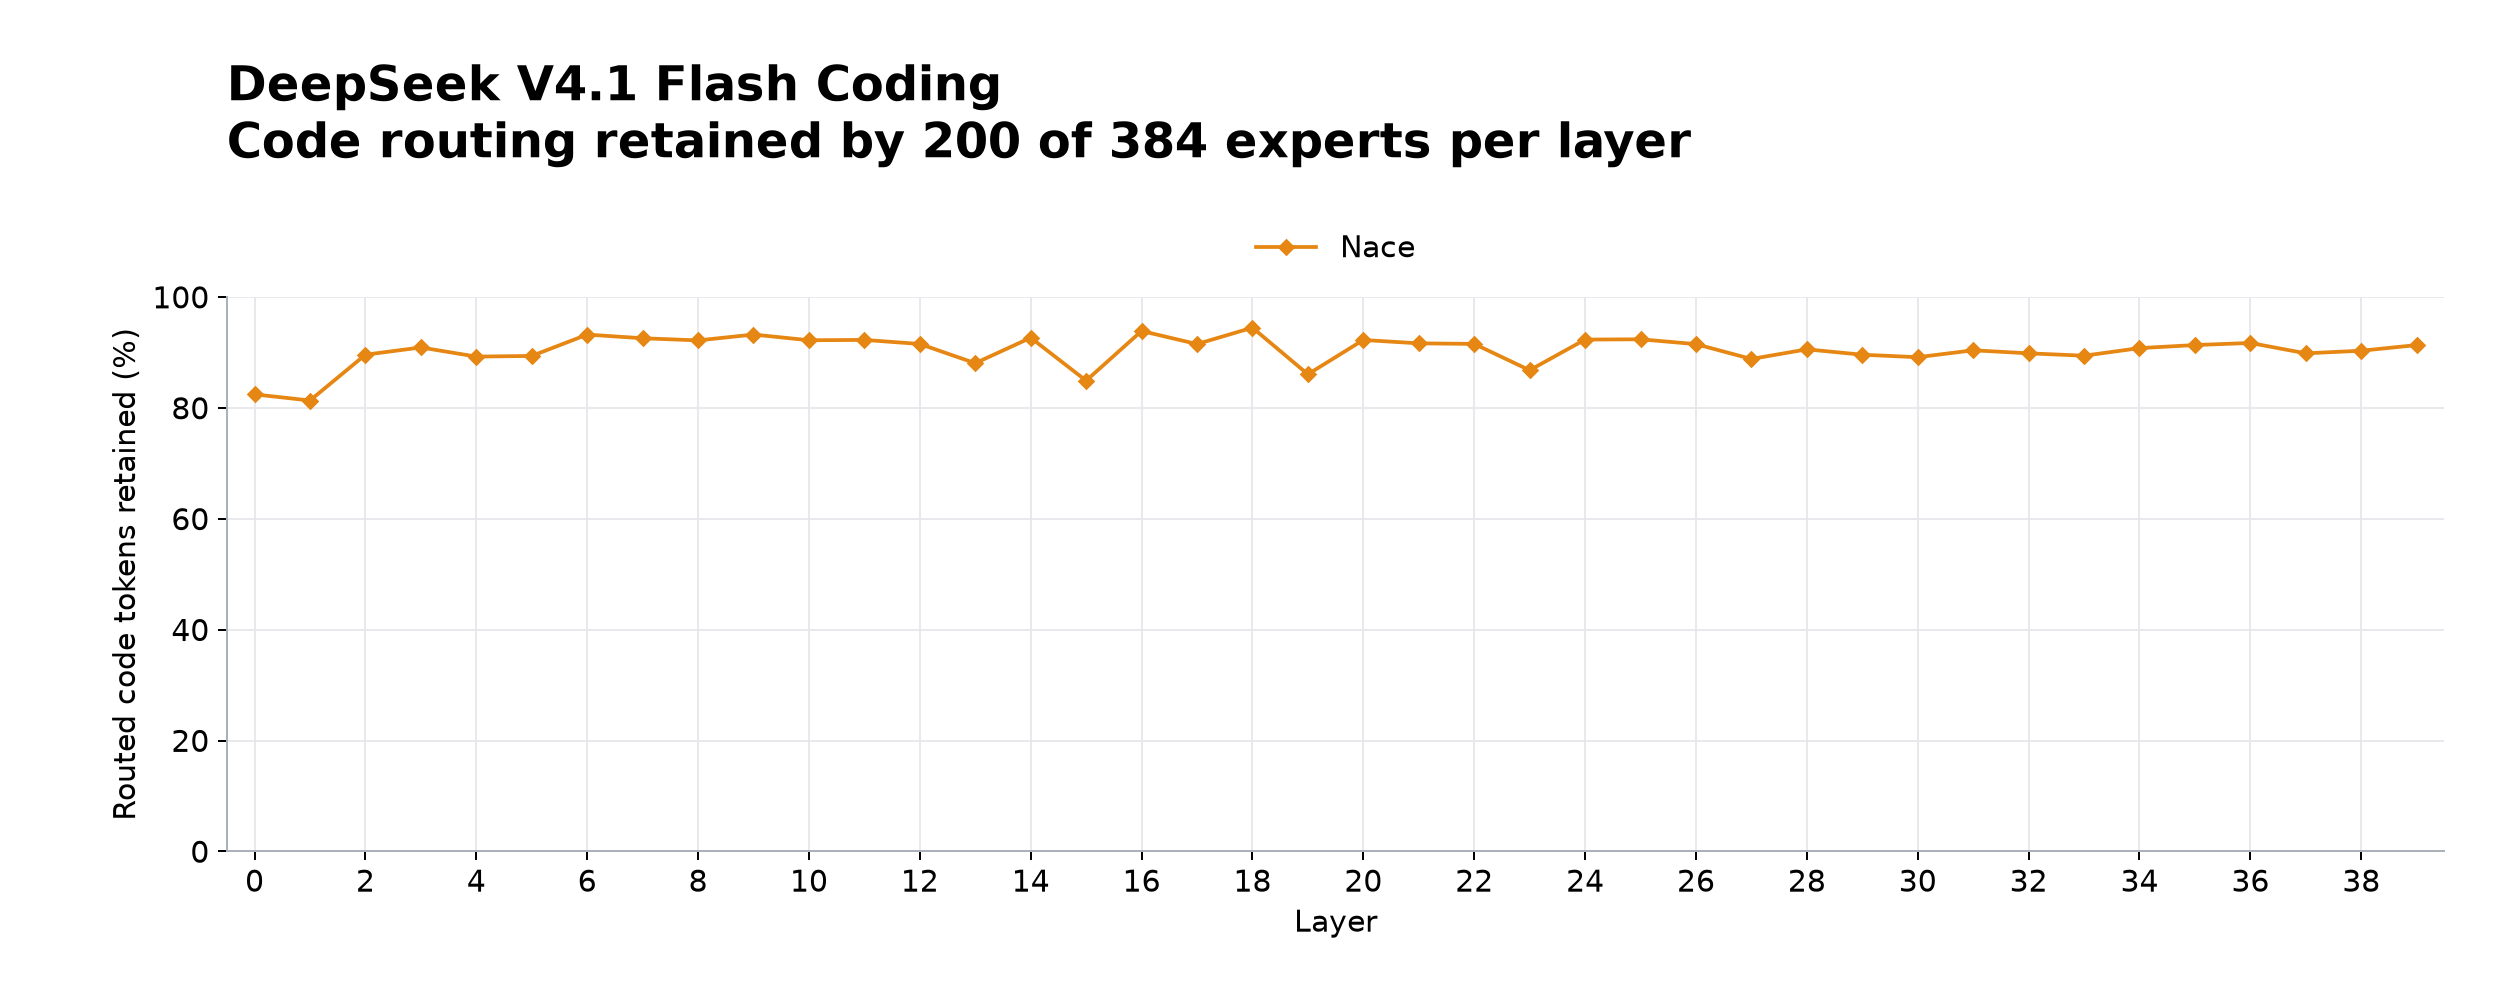 DeepSeek V4.1 Flash Coding
Code routing retained by 200 of 384 experts per layer
Nace
100
80
60
40
20
0
Routed code tokens retained (%)
0 2 4 6 8 10 12 14 16 18 20 22 24 26 28 30 32 34 36 38
Layer